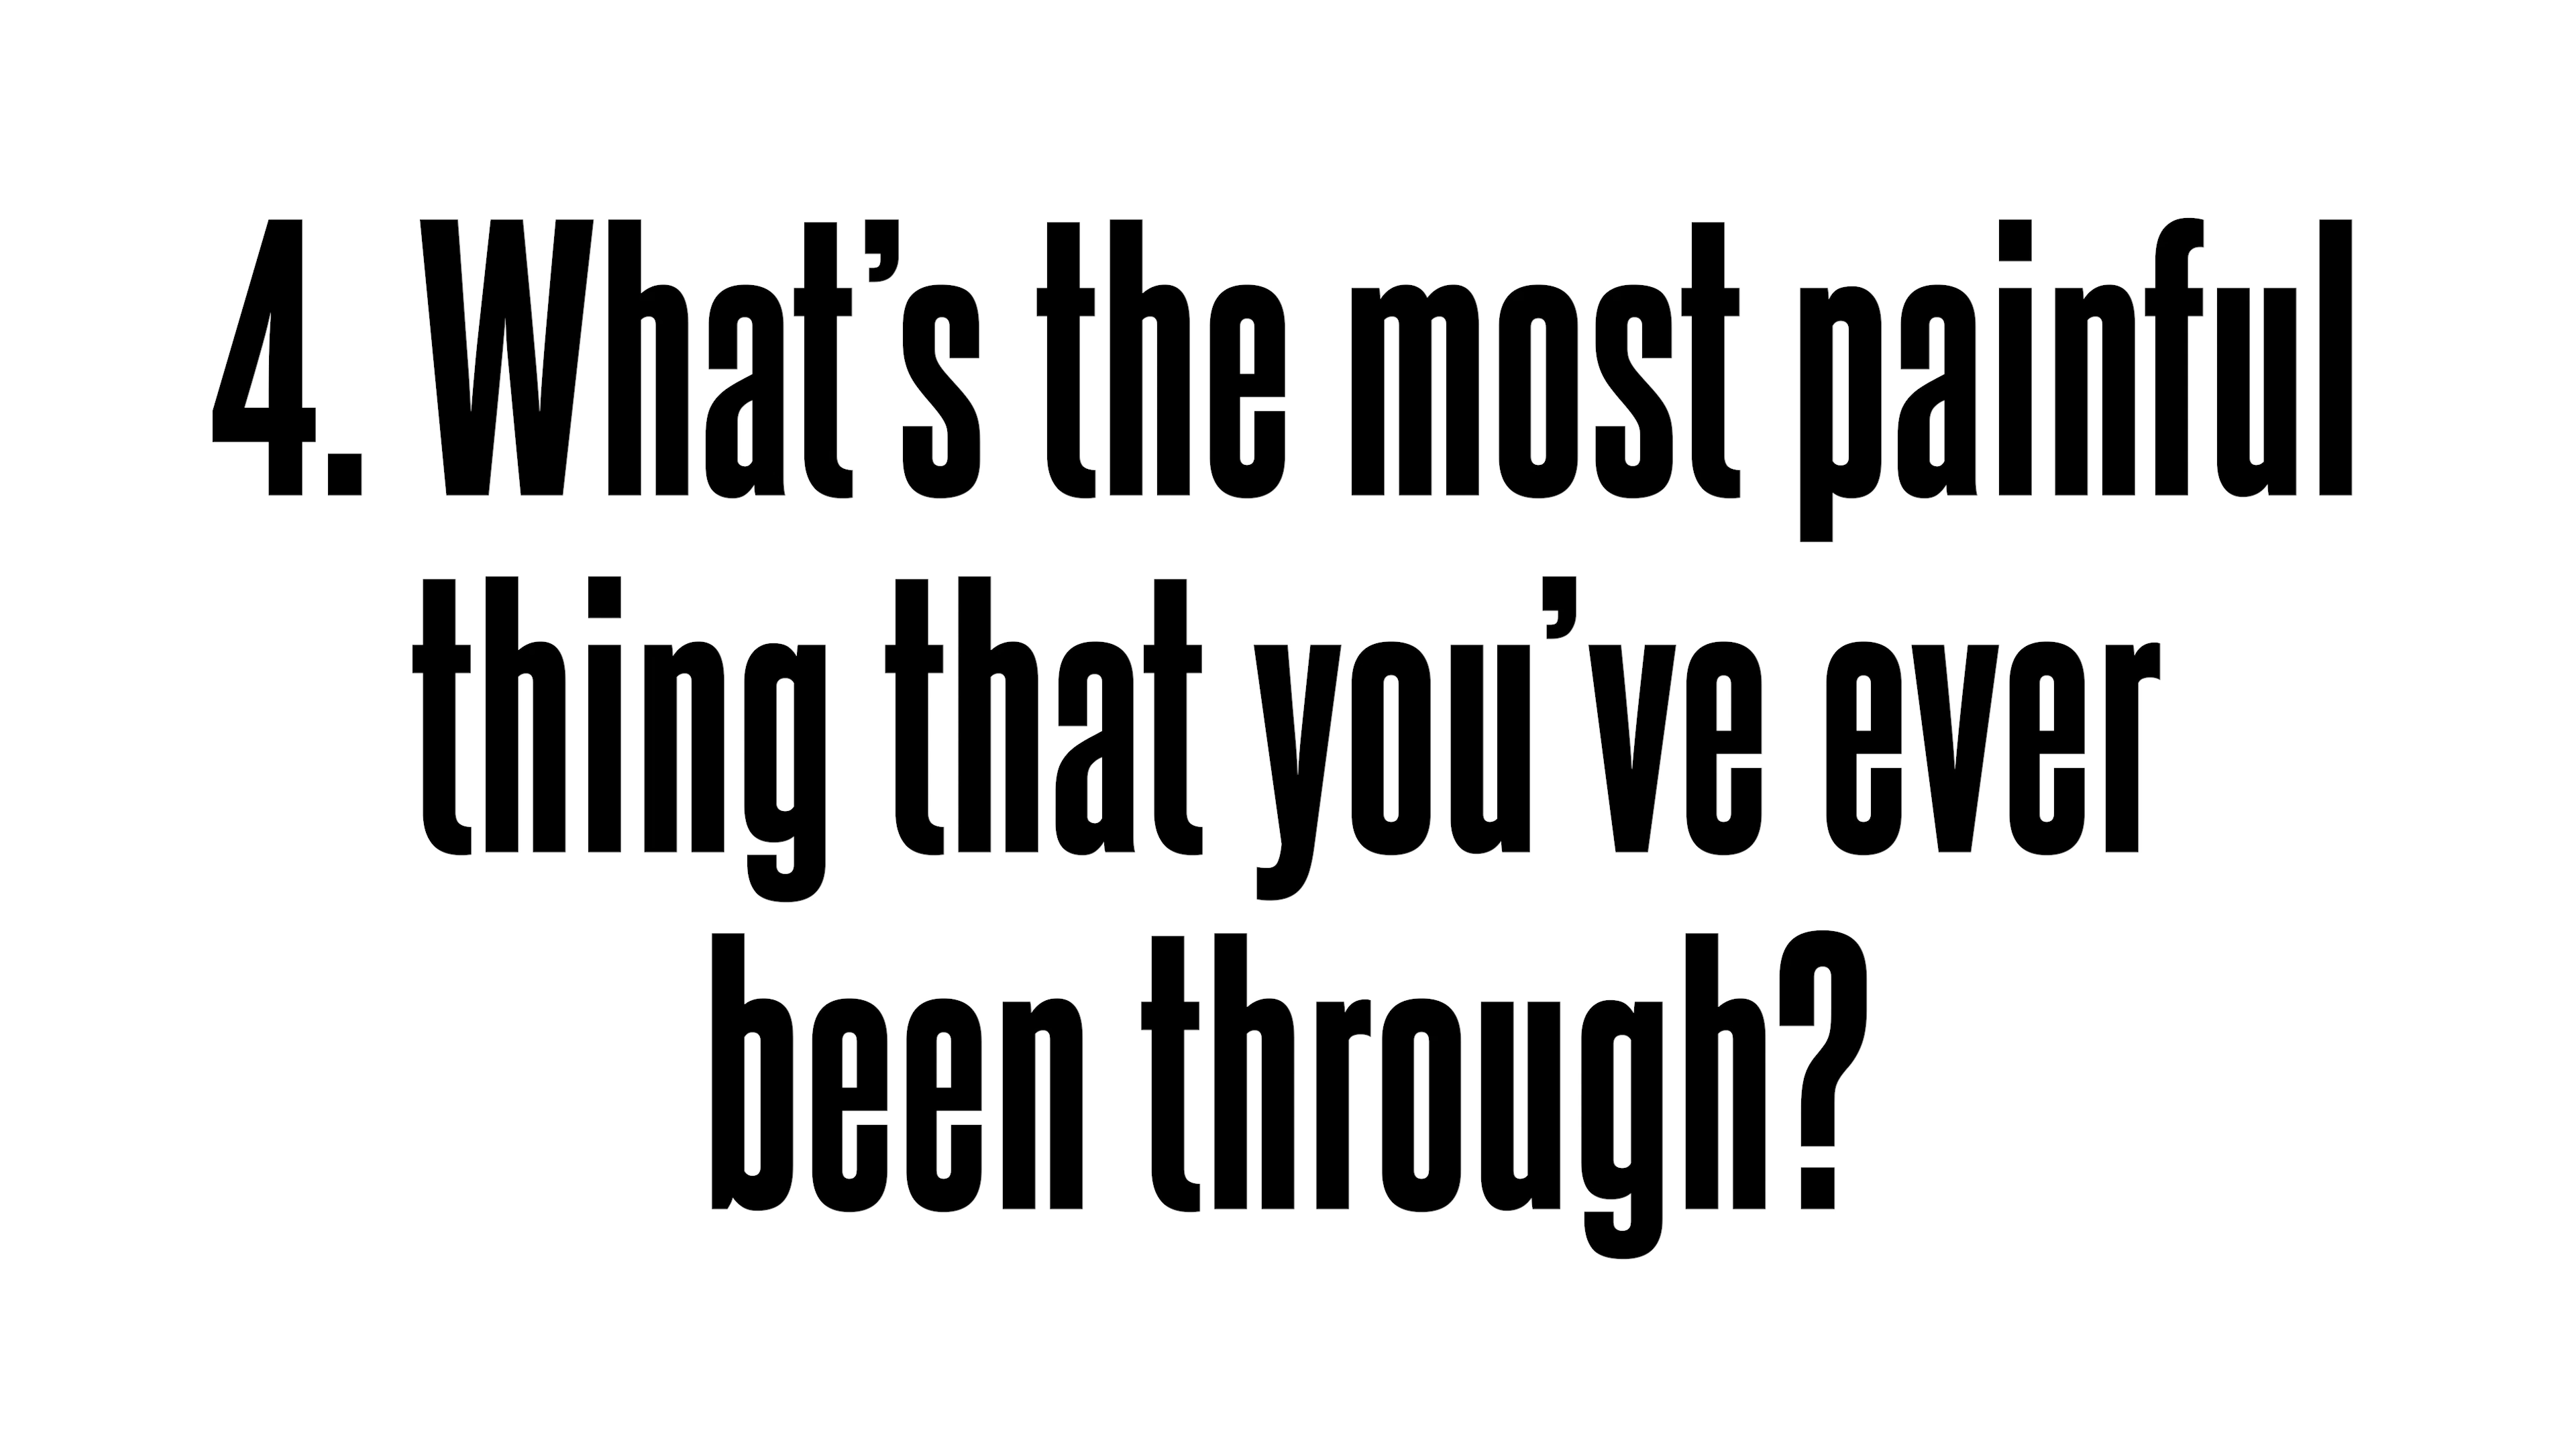 4. What’s the most painful
thing that you’ve ever
been through?